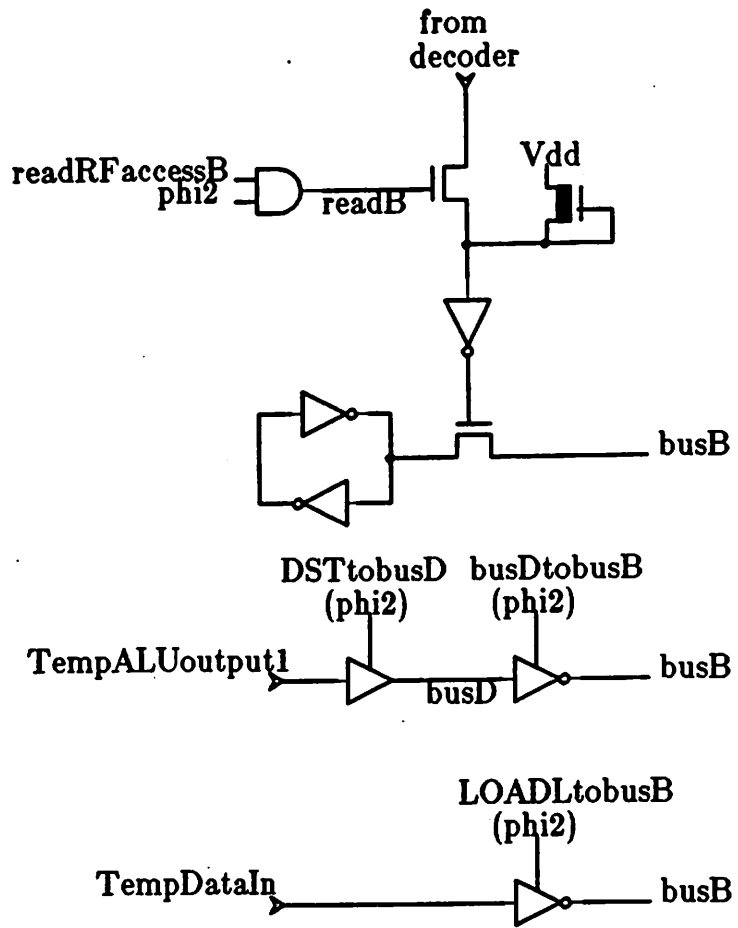 from
decoder
Vdd
readRFaccessB
phi2
readB
busB
DSTtobusD
(phi2)
busDtobusB
(phi2)
TempALUoutput1
busD
busB
LOADLtobusB
(phi2)
TempDataIn
busB